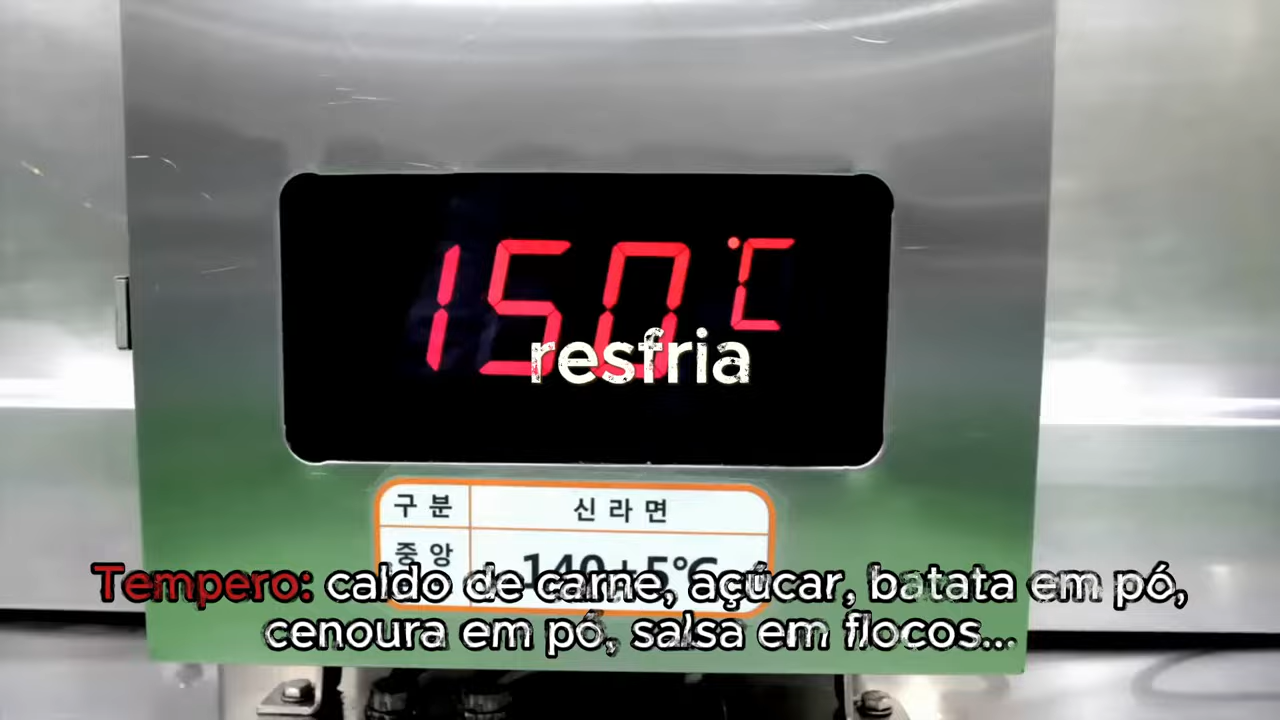 150°C
resfria
구분 신라면
중앙 140±5°C
Tempero: caldo de carne, açúcar, batata em pó,
cenoura em pó, salsa em flocos...